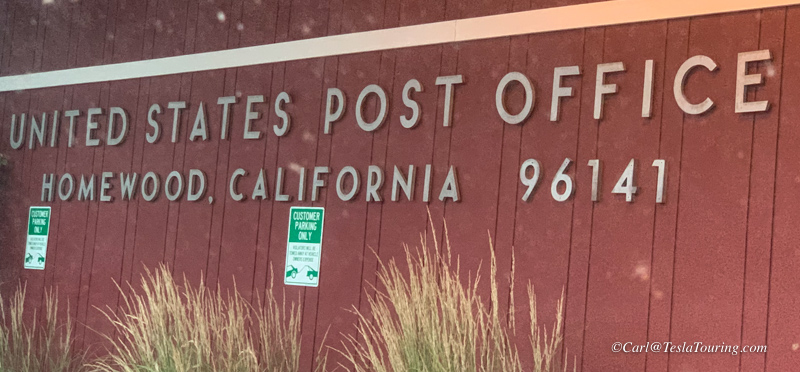 UNITED STATES POST OFFICE
HOMEWOOD, CALIFORNIA 96141
CUSTOMER
PARKING
ONLY
CUSTOMER
PARKING
ONLY
©Carl@TeslaTouring.com